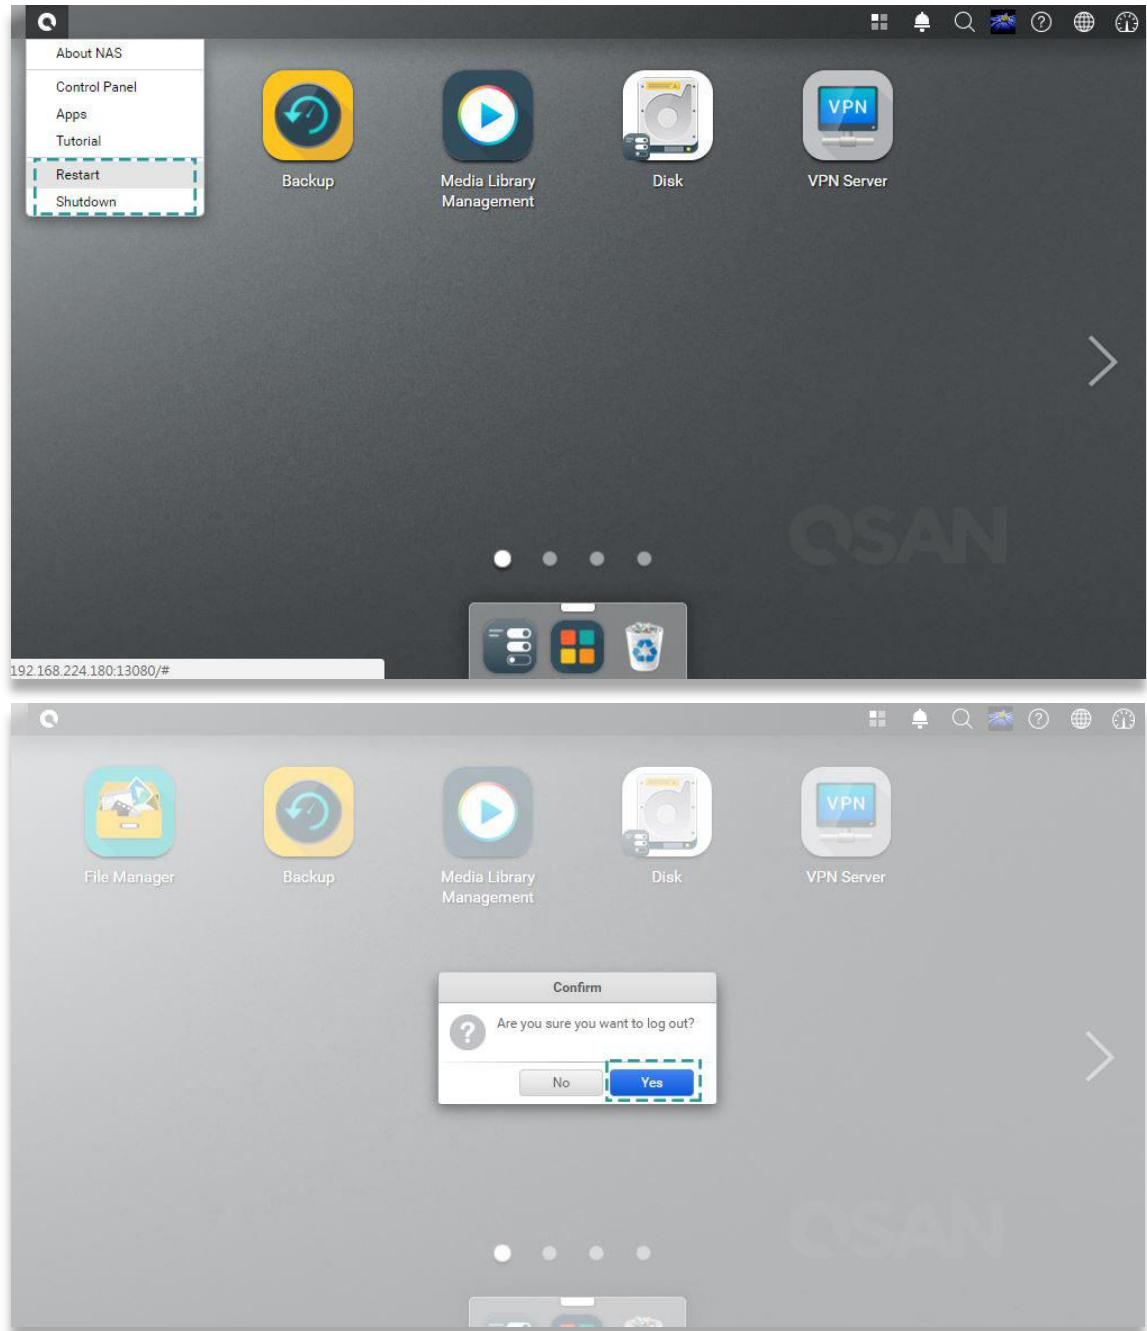 About NAS
Control Panel
Apps
Tutorial
Restart
Shutdown
Backup
Media Library
Management
Disk
VPN
VPN Server
QSAN
192.168.224.180:13080/#
File Manager
Backup
Media Library
Management
Disk
VPN
VPN Server
Confirm
Are you sure you want to log out?
No
Yes
QSAN